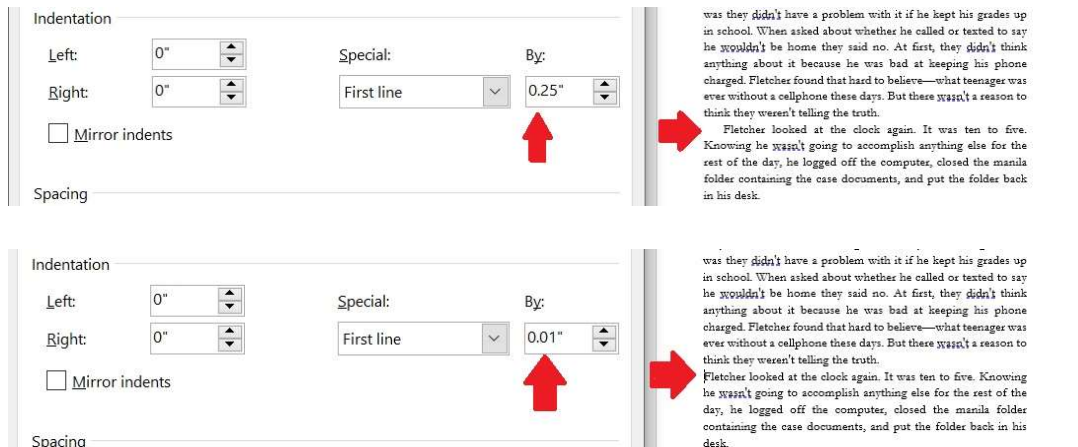 Indentation
Left: 0" Special: By:
Right: 0" First line 0.25"
Mirror indents
Spacing
was they didn't have a problem with it if he kept his grades up
in school. When asked about whether he called or texted to say
he wouldn't be home they said no. At first, they didn't think
anything about it because he was bad at keeping his phone
charged. Fletcher found that hard to believe—what teenager was
ever without a cellphone these days. But there wasn't a reason to
think they weren't telling the truth.
Fletcher looked at the clock again. It was ten to five.
Knowing he wasn't going to accomplish anything else for the
rest of the day, he logged off the computer, closed the manila
folder containing the case documents, and put the folder back
in his desk.
Indentation
Left: 0" Special: By:
Right: 0" First line 0.01"
Mirror indents
Spacing
was they didn't have a problem with it if he kept his grades up
in school. When asked about whether he called or texted to say
he wouldn't be home they said no. At first, they didn't think
anything about it because he was bad at keeping his phone
charged. Fletcher found that hard to believe—what teenager was
ever without a cellphone these days. But there wasn't a reason to
think they weren't telling the truth.
Fletcher looked at the clock again. It was ten to five. Knowing
he wasn't going to accomplish anything else for the rest of the
day, he logged off the computer, closed the manila folder
containing the case documents, and put the folder back in his
desk.